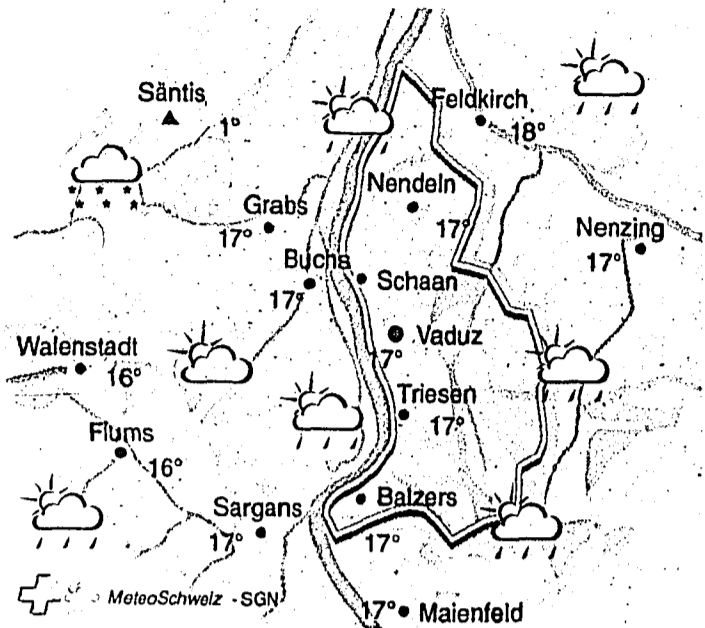 Säntis
1°
Feldkirch
18°
Nendeln
17°
Grabs
17°
Nenzing
17°
Buchs
17°
Schaan
Vaduz
17°
Walenstadt
16°
Triesen
17°
Flums
16°
Balzers
17°
Sargans
17°
MeteoSchweiz - SGN
17°
Maienfeld